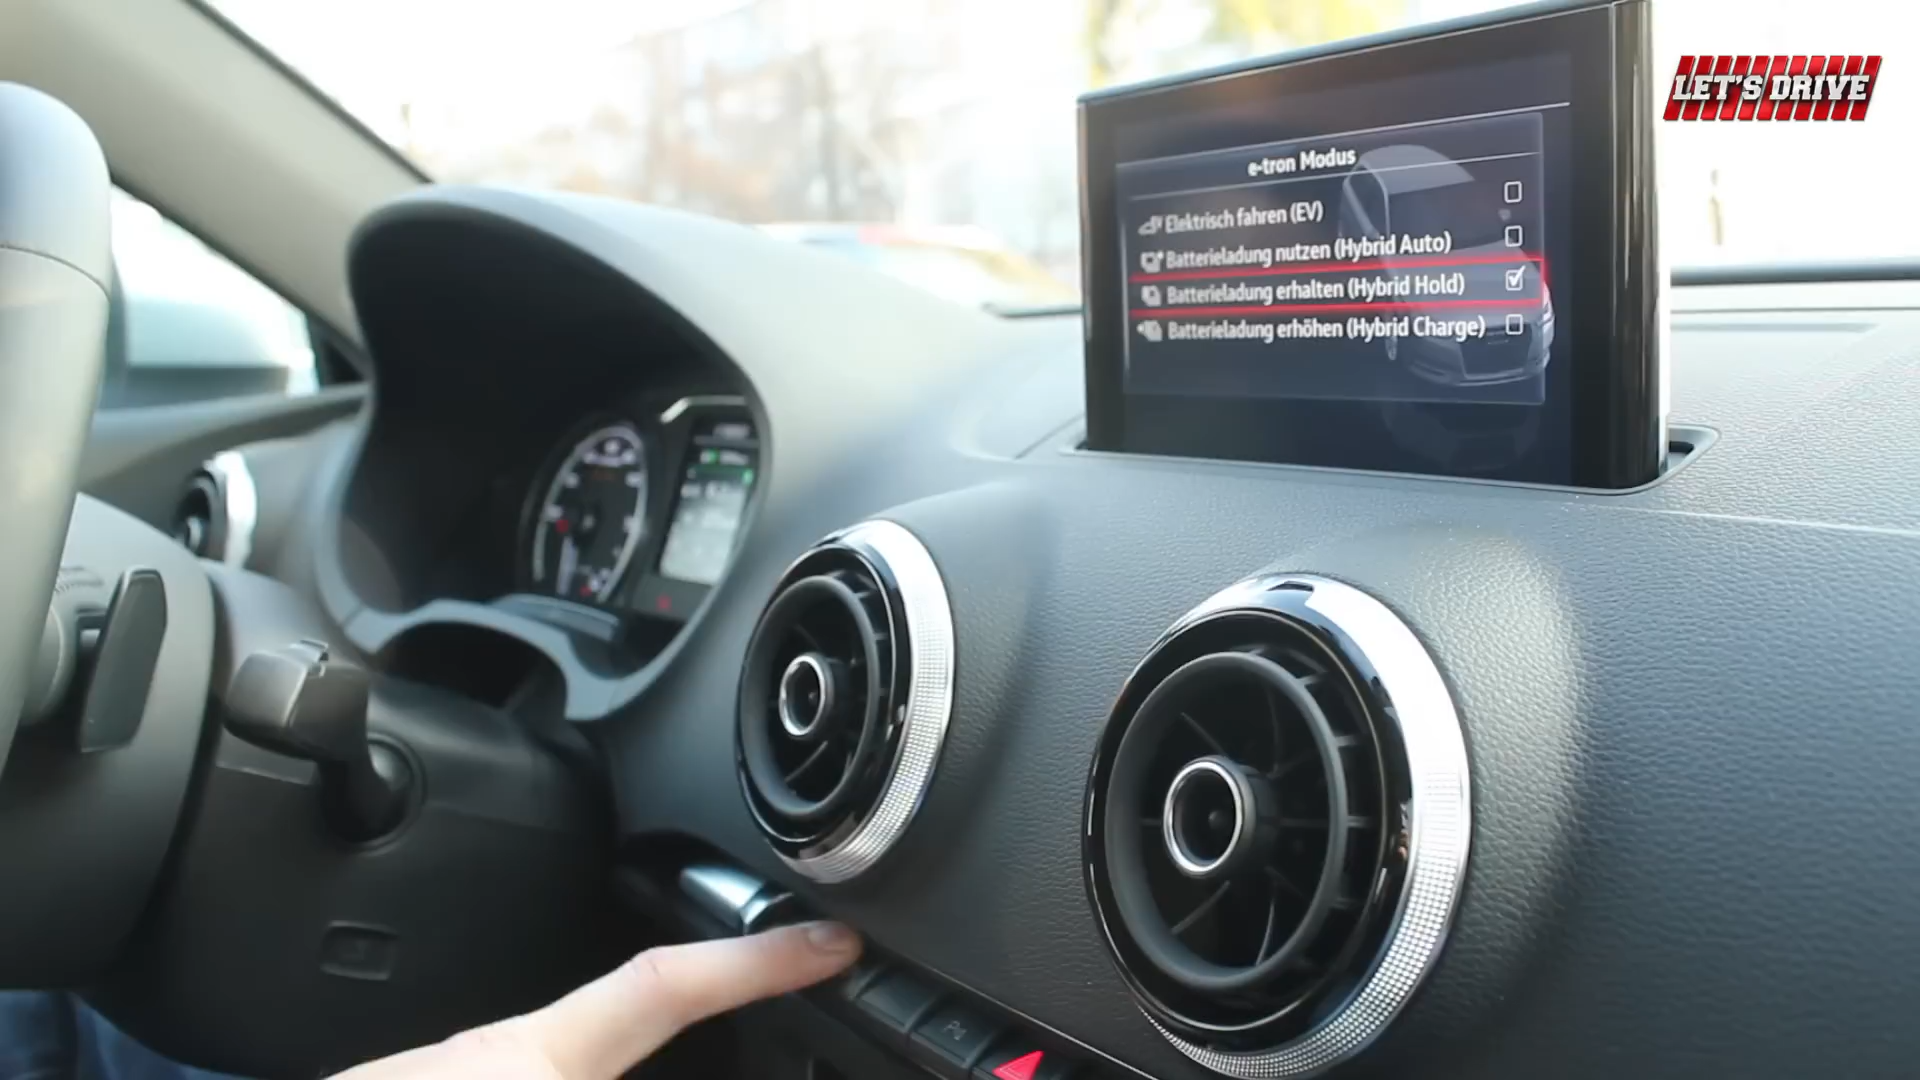 LET'S DRIVE
e-tron Modus
Elektrisch fahren (EV)
Batterieladung nutzen (Hybrid Auto)
Batterieladung erhalten (Hybrid Hold)
Batterieladung erhöhen (Hybrid Charge)